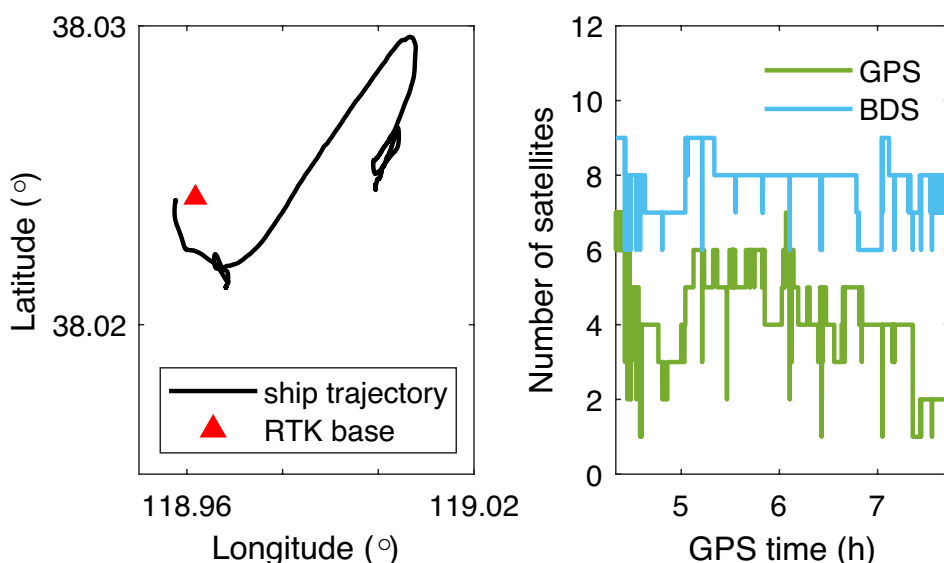 38.03
38.02
Latitude (°)
ship trajectory
RTK base
118.96
119.02
Longitude (°)
12
10
8
6
4
2
0
Number of satellites
GPS
BDS
5
6
7
GPS time (h)